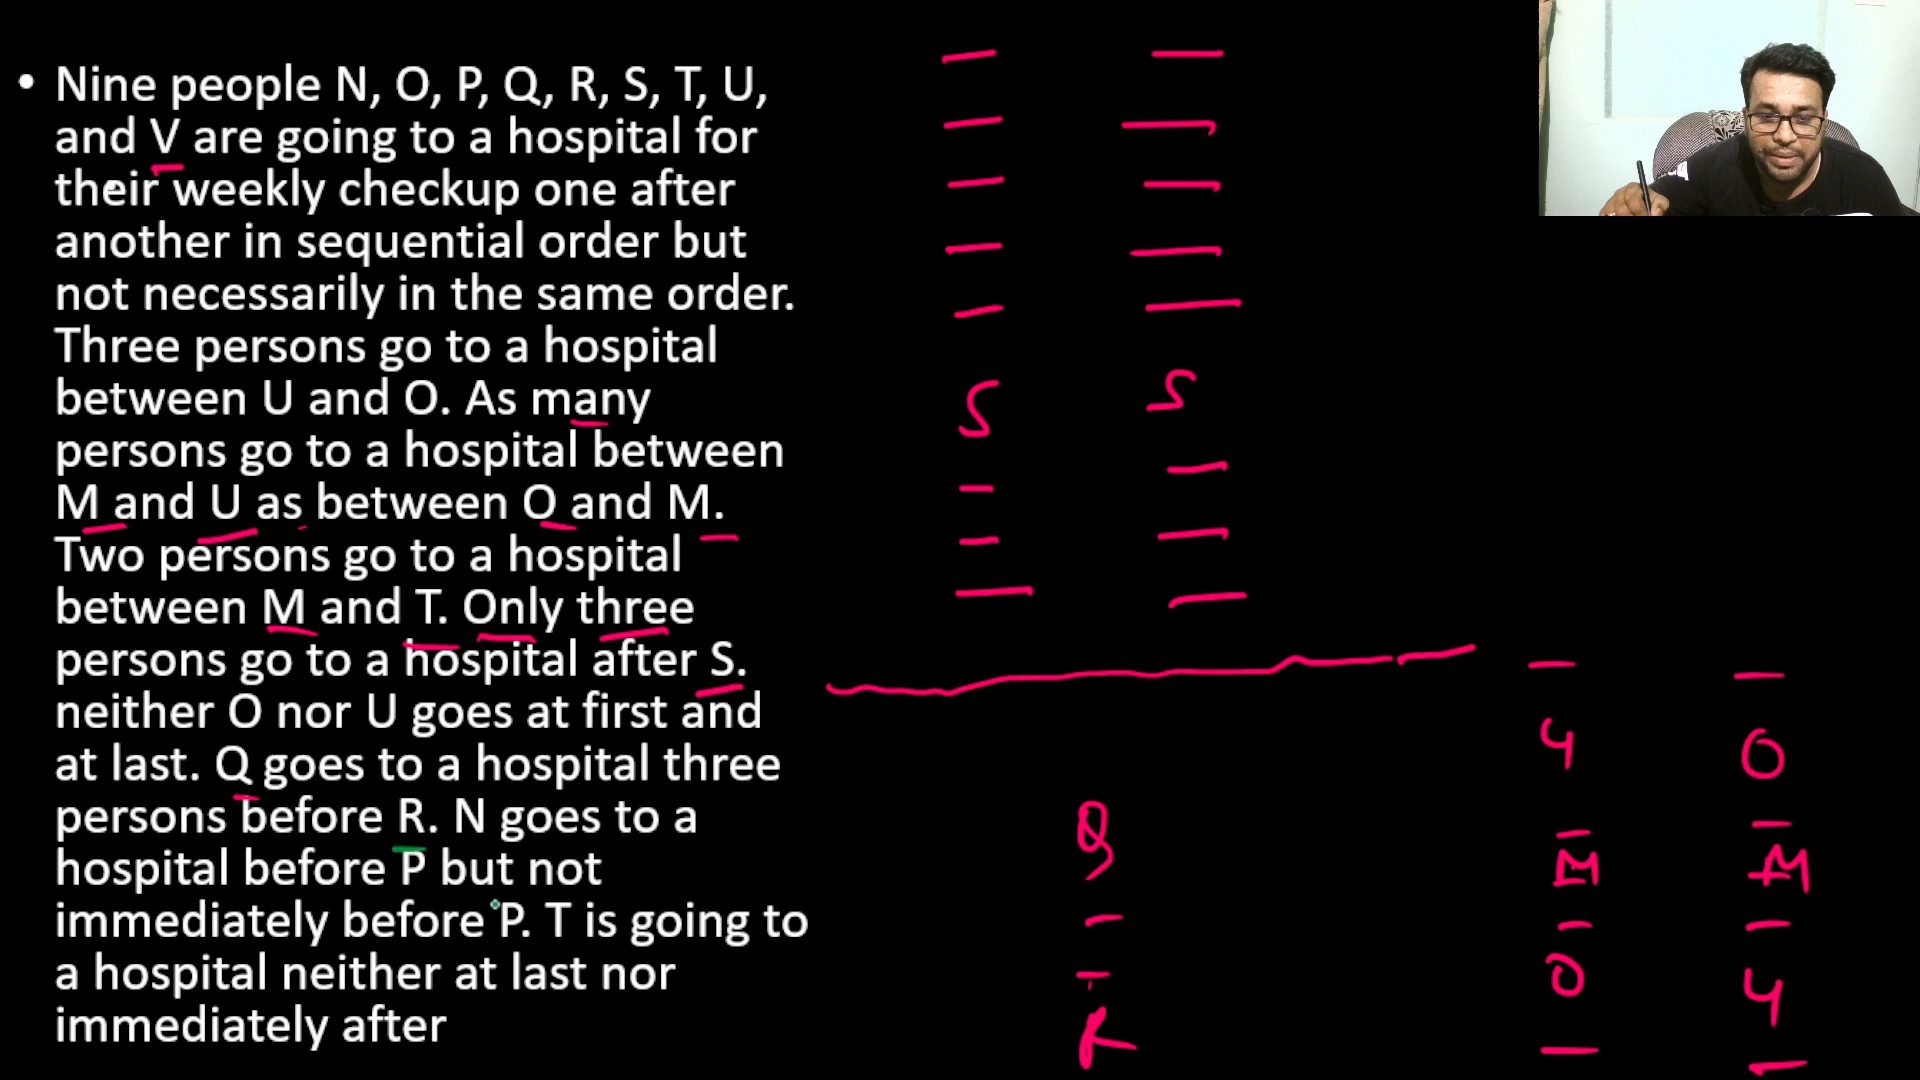 • Nine people N, O, P, Q, R, S, T, U,
and V are going to a hospital for
their weekly checkup one after
another in sequential order but
not necessarily in the same order.
Three persons go to a hospital
between U and O. As many
persons go to a hospital between
M and U as between O and M.
Two persons go to a hospital
between M and T. Only three
persons go to a hospital after S.
neither O nor U goes at first and
at last. Q goes to a hospital three
persons before R. N goes to a
hospital before P but not
immediately before P. T is going to
a hospital neither at last nor
immediately after
S S
Q
R
U O
M M
O U